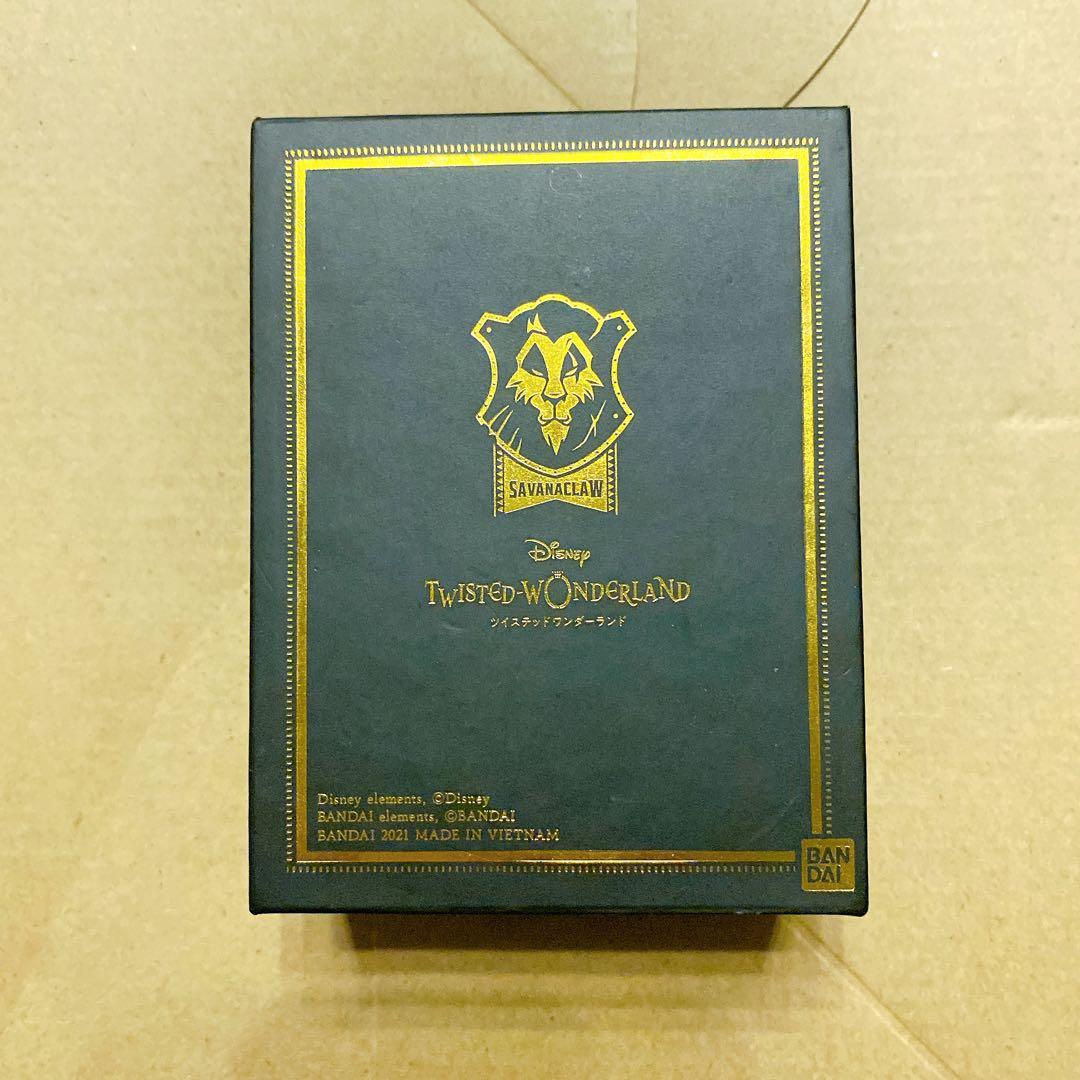 SAVANACLAW
Disney
TWISTED-WONDERLAND
ツイステッドワンダーランド
Disney elements, ©Disney
BANDAI elements, ©BANDAI
BANDAI 2021 MADE IN VIETNAM
BAN
DAI